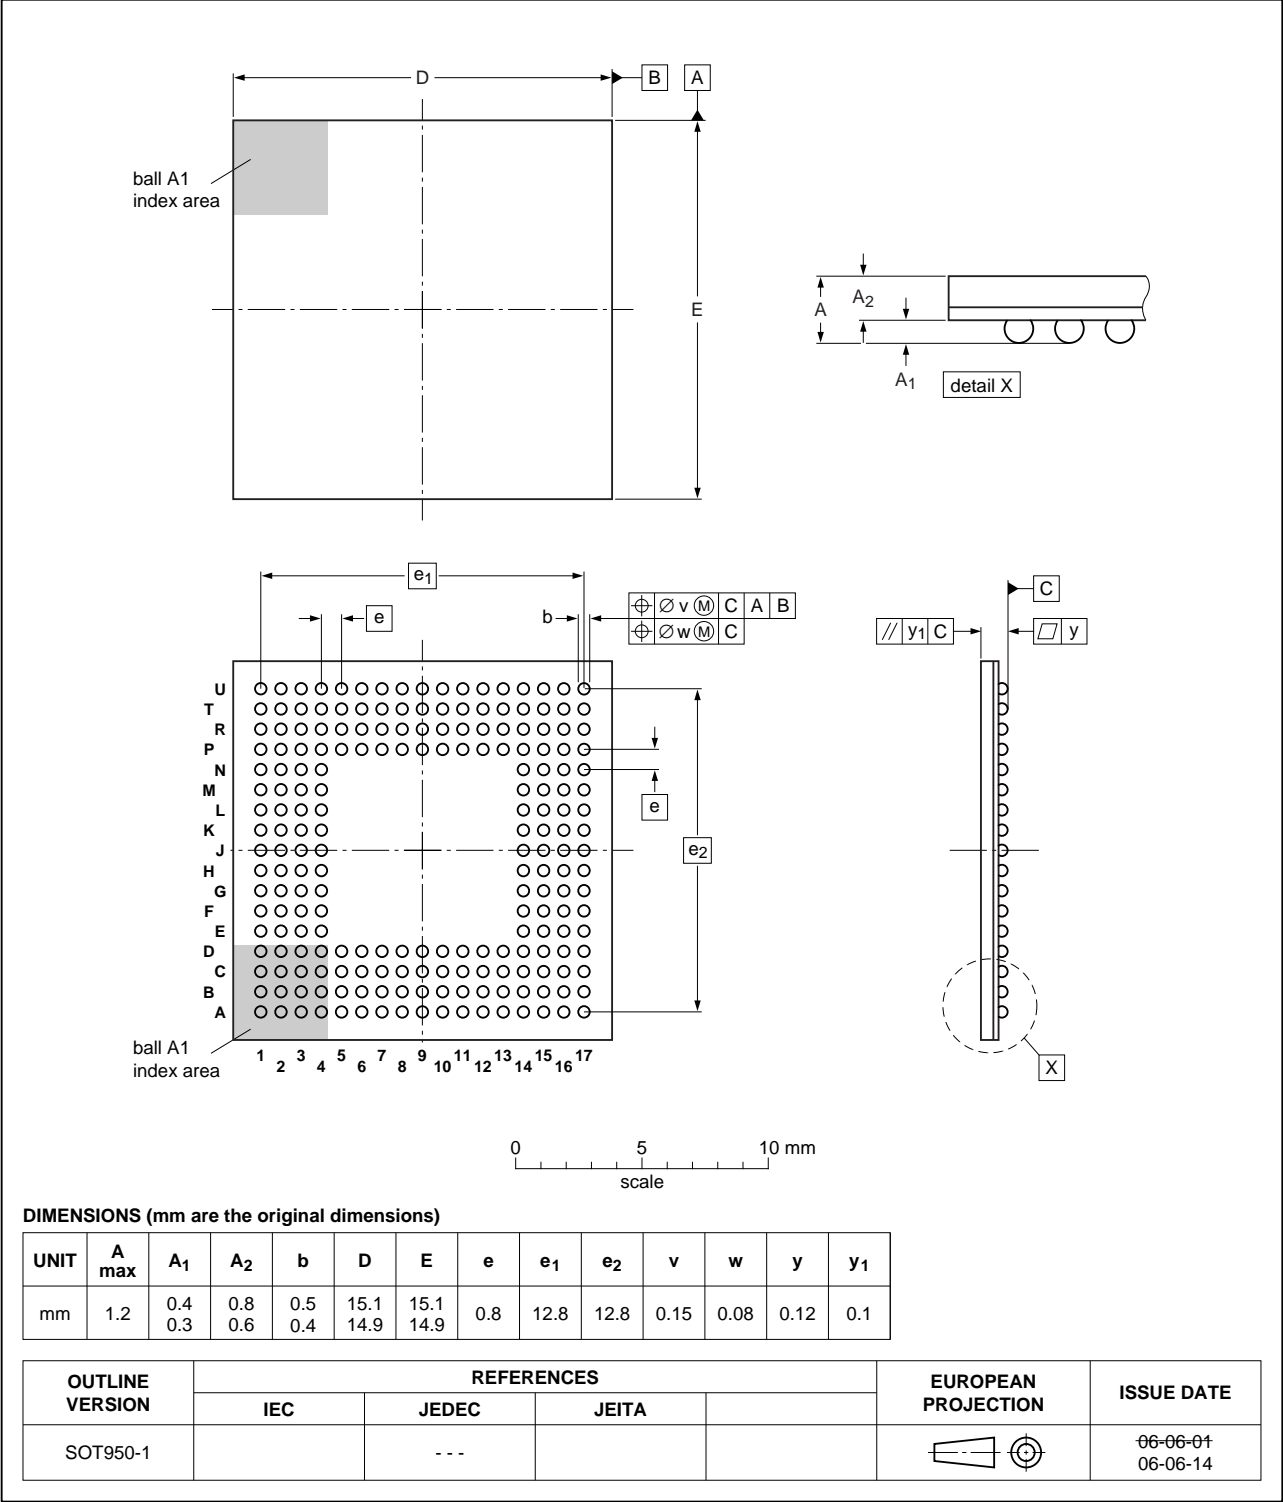 D
B
A
ball A1
index area
E
A
A2
A1
detail X
e1
e
b
⌖ ∅ v Ⓜ C A B
⌖ ∅ w Ⓜ C
C
// y1 C
▱ y
U
T
R
P
N
M
L
K
J
H
G
F
E
D
C
B
A
e
e2
ball A1
index area
1 2 3 4 5 6 7 8 9 10 11 12 13 14 15 16 17
X
0 5 10 mm
scale
DIMENSIONS (mm are the original dimensions)
UNIT A max A1 A2 b D E e e1 e2 v w y y1
mm 1.2 0.4 0.3 0.8 0.6 0.5 0.4 15.1 14.9 15.1 14.9 0.8 12.8 12.8 0.15 0.08 0.12 0.1
OUTLINE VERSION REFERENCES EUROPEAN PROJECTION ISSUE DATE
IEC JEDEC JEITA
SOT950-1 - - - 06-06-01
06-06-14